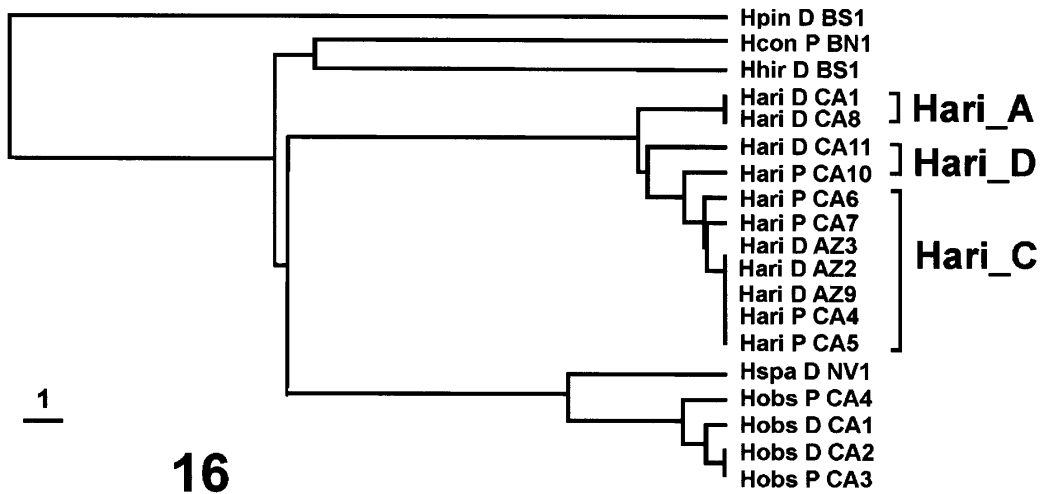 Hpin D BS1
Hcon P BN1
Hhir D BS1
Hari D CA1
Hari D CA8
Hari_A
Hari D CA11
Hari P CA10
Hari_D
Hari P CA6
Hari P CA7
Hari D AZ3
Hari D AZ2
Hari D AZ9
Hari P CA4
Hari P CA5
Hari_C
Hspa D NV1
Hobs P CA4
Hobs D CA1
Hobs D CA2
Hobs P CA3
1
16